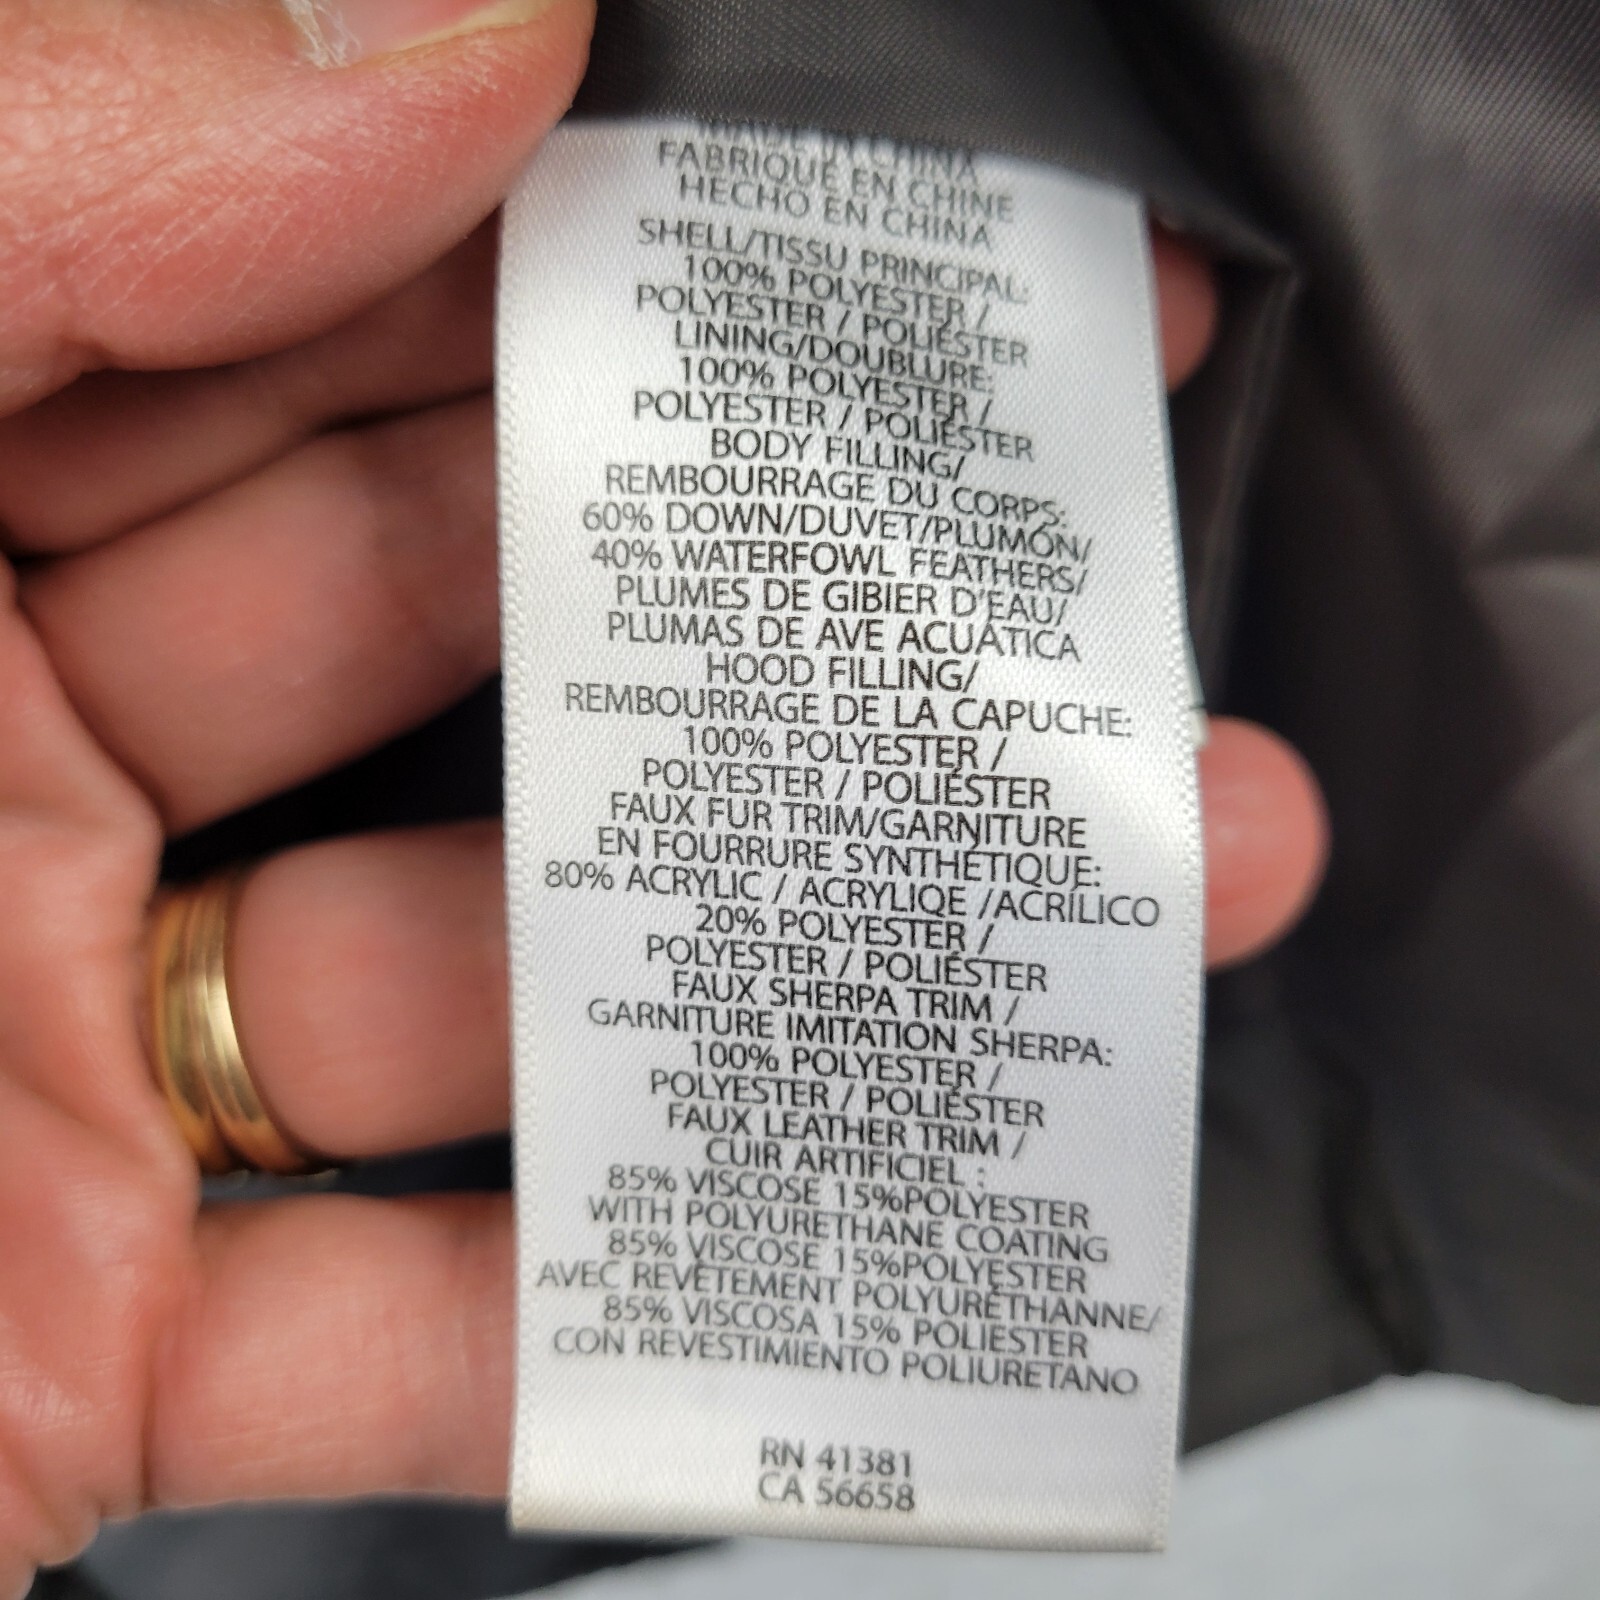 MADE IN CHINA
FABRIQUÉ EN CHINE
HECHO EN CHINA
SHELL/TISSU PRINCIPAL:
100% POLYESTER /
POLYESTER / POLIÉSTER
LINING/DOUBLURE:
100% POLYESTER /
POLYESTER / POLIÉSTER
BODY FILLING/
REMBOURRAGE DU CORPS:
60% DOWN/DUVET/PLUMÓN/
40% WATERFOWL FEATHERS/
PLUMES DE GIBIER D'EAU/
PLUMAS DE AVE ACUÁTICA
HOOD FILLING/
REMBOURRAGE DE LA CAPUCHE:
100% POLYESTER /
POLYESTER / POLIÉSTER
FAUX FUR TRIM/GARNITURE
EN FOURRURE SYNTHÉTIQUE:
80% ACRYLIC / ACRYLIQE /ACRÍLICO
20% POLYESTER /
POLYESTER / POLIÉSTER
FAUX SHERPA TRIM /
GARNITURE IMITATION SHERPA:
100% POLYESTER /
POLYESTER / POLIÉSTER
FAUX LEATHER TRIM /
CUIR ARTIFICIEL :
85% VISCOSE 15%POLYESTER
WITH POLYURETHANE COATING
85% VISCOSE 15%POLYESTER
AVEC REVÊTEMENT POLYURÉTHANNE/
85% VISCOSA 15% POLIESTER
CON REVESTIMIENTO POLIURETANO
RN 41381
CA 56658